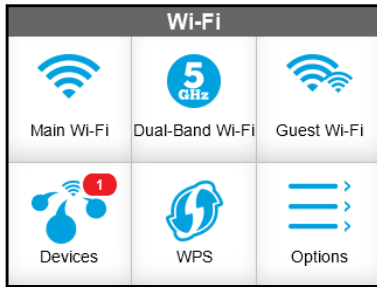 Wi-Fi
5
GHz
Main Wi-Fi
Dual-Band Wi-Fi
Guest Wi-Fi
1
Devices
WPS
Options